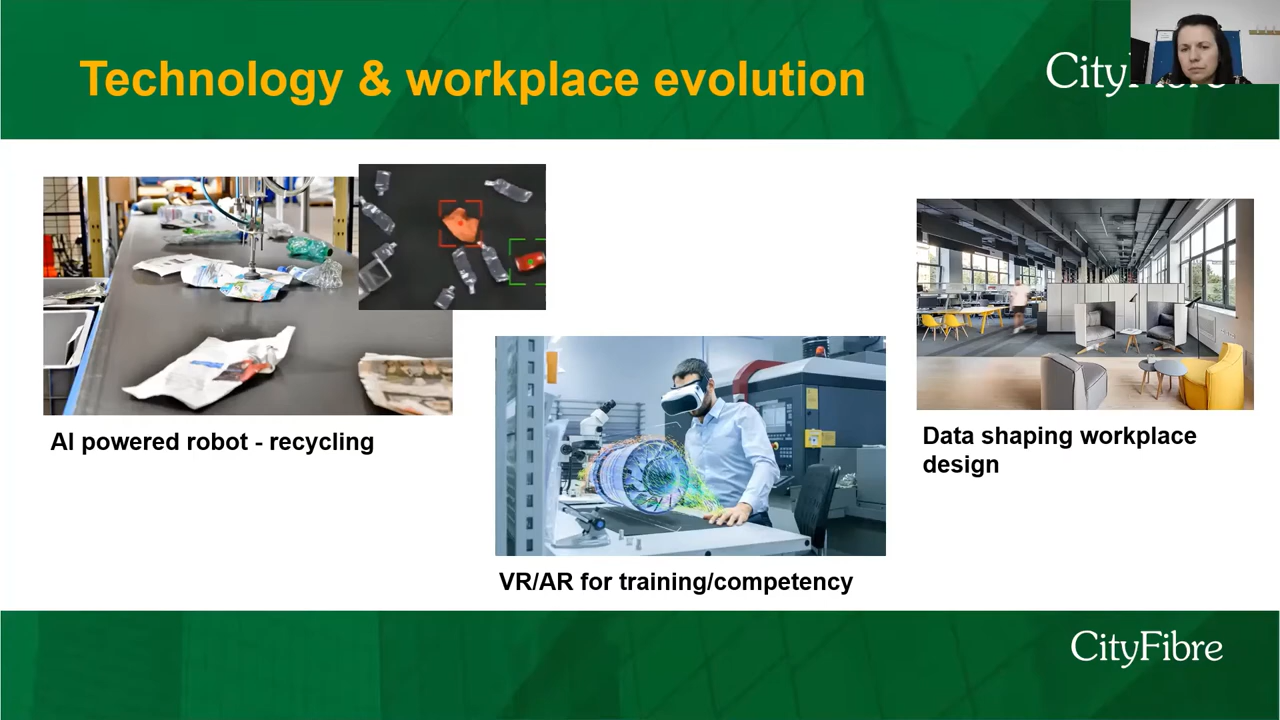 Technology & workplace evolution
CityFibre
AI powered robot - recycling
Data shaping workplace
design
VR/AR for training/competency
CityFibre